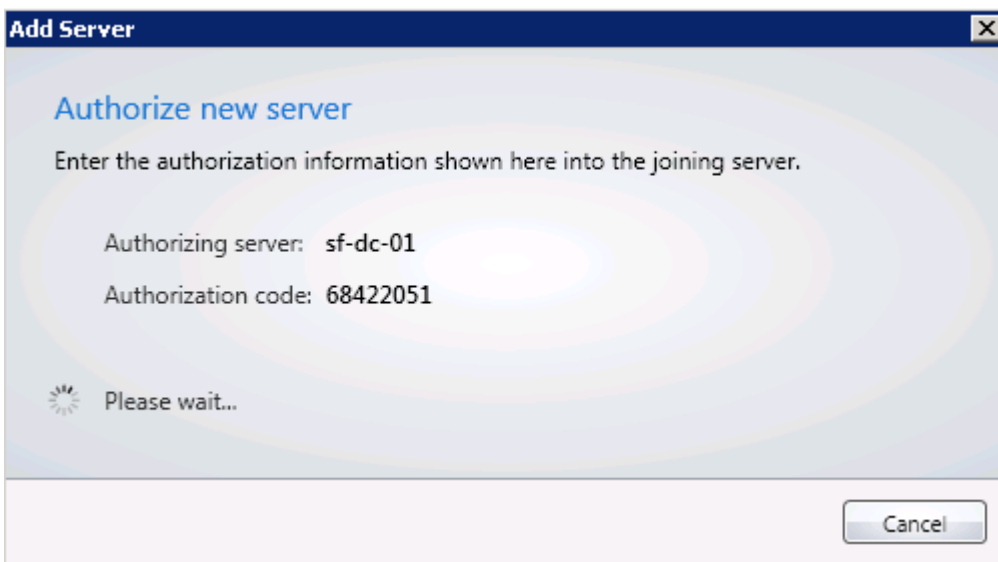 Add Server
Authorize new server
Enter the authorization information shown here into the joining server.
Authorizing server: sf-dc-01
Authorization code: 68422051
Please wait...
Cancel